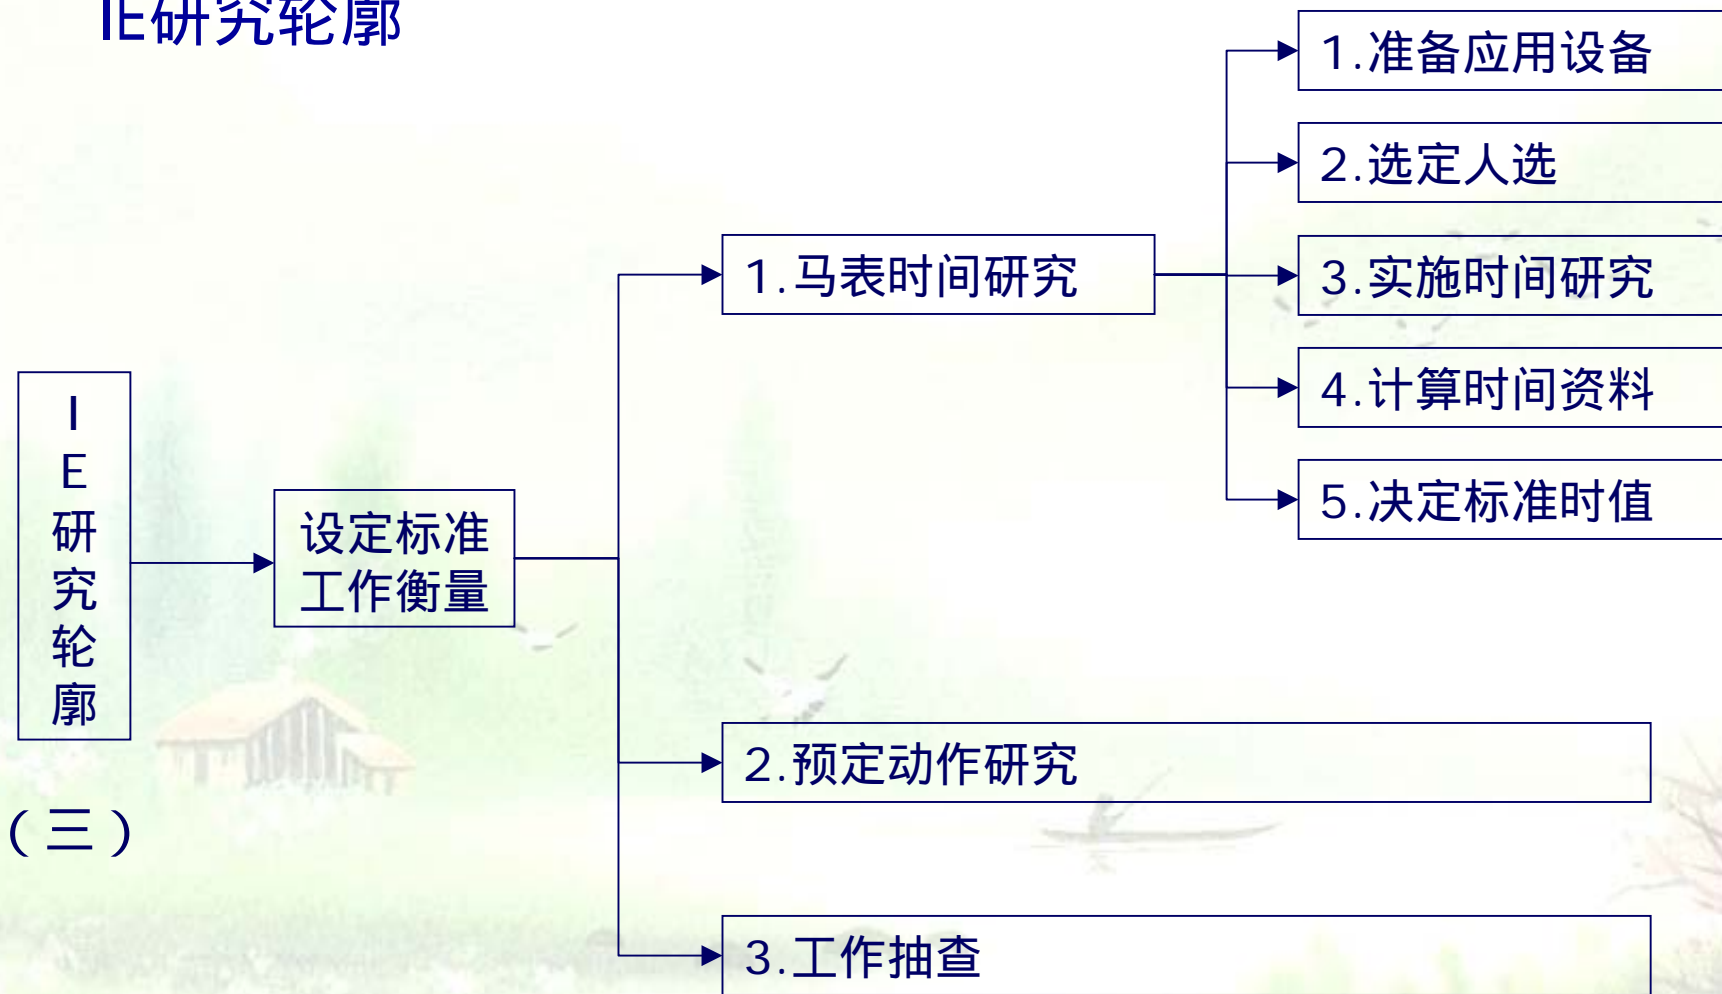 IE研究轮廓
1.准备应用设备
2.选定人选
1.马表时间研究
3.实施时间研究
4.计算时间资料
5.决定标准时值
I
E
研
究
轮
廓
设定标准
工作衡量
2.预定动作研究
(三)
3.工作抽查